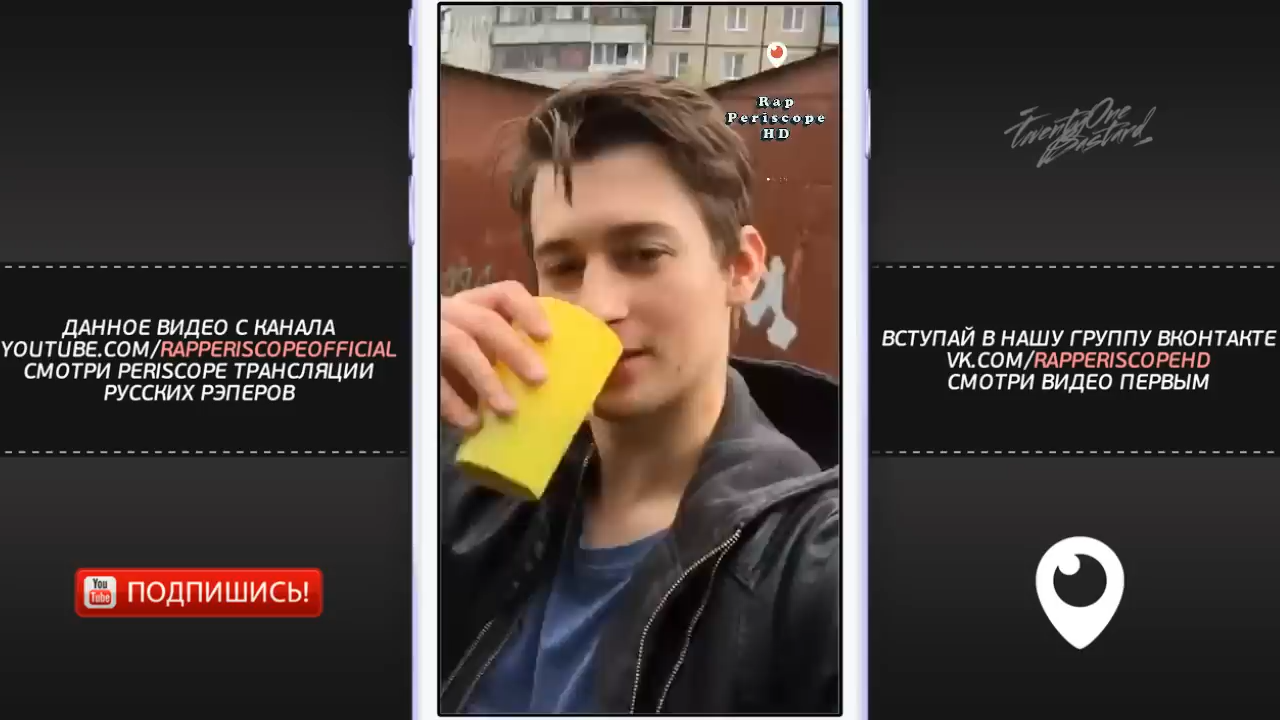 Rap
Periscope
HD
TwentyOne
Bastard
ДАННОЕ ВИДЕО С КАНАЛА
YOUTUBE.COM/RAPPERISCOPEOFFICIAL
СМОТРИ PERISCOPE ТРАНСЛЯЦИИ
РУССКИХ РЭПЕРОВ
ВСТУПАЙ В НАШУ ГРУППУ ВКОНТАКТЕ
VK.COM/RAPPERISCOPEHD
СМОТРИ ВИДЕО ПЕРВЫМ
You
Tube
ПОДПИШИСЬ!